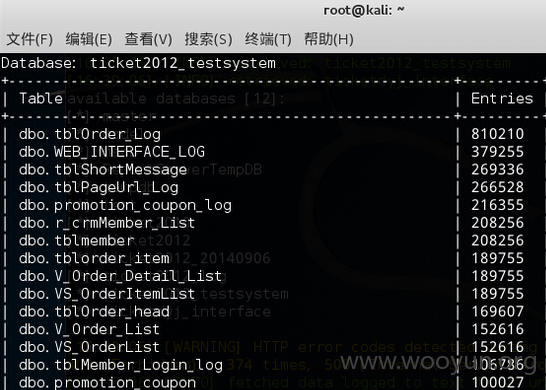 root@kali: ~
文件(F) 编辑(E) 查看(V) 搜索(S) 终端(T) 帮助(H)
Database: ticket2012_testsystem
| Table | Entries |
| dbo.tblOrder_Log | 810210
| dbo.WEB_INTERFACE_LOG | 379255
| dbo.tblShortMessage | 269336
| dbo.tblPageUrl_Log | 266528
| dbo.promotion_coupon_log | 216355
| dbo.r_crmMember_List | 208256
| dbo.tblmember | 208256
| dbo.tblorder_item | 189755
| dbo.V_Order_Detail_List | 189755
| dbo.VS_OrderItemList | 189755
| dbo.tblorder_head | 169607
| dbo.V_Order_List | 152616
| dbo.VS_OrderList | 152616
| dbo.tblMember_Login_log | 106786
| dbo.promotion_coupon | 100027
www.wooyun.org